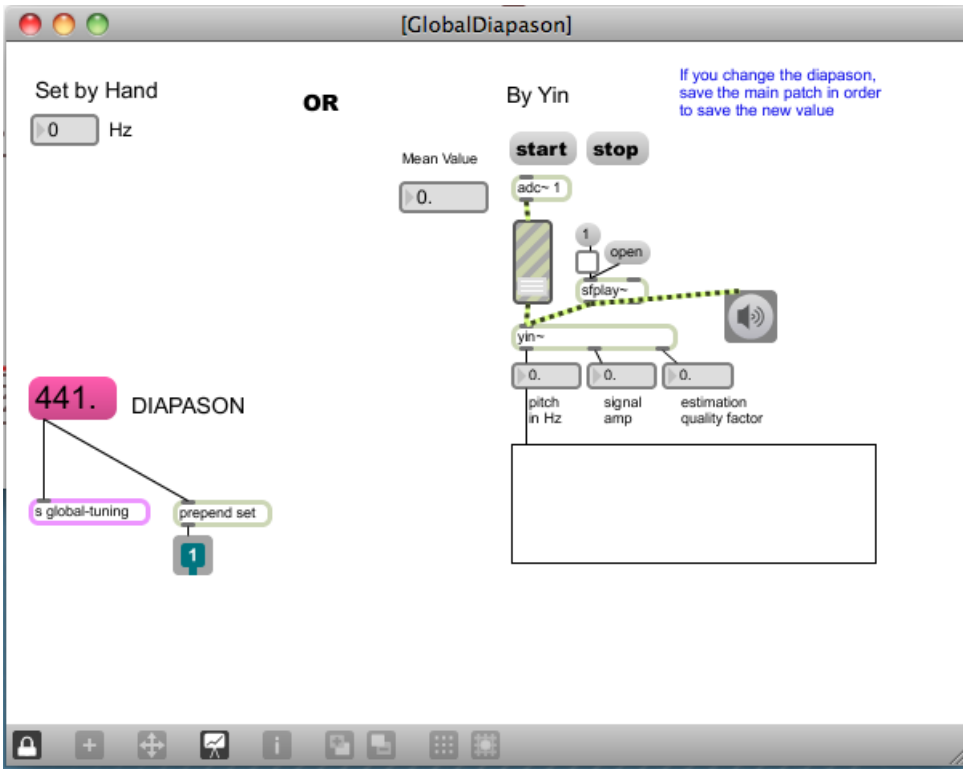 [GlobalDiapason]
Set by Hand
0 Hz
OR
By Yin
If you change the diapason,
save the main patch in order
to save the new value
Mean Value
0.
start stop
adc~ 1
1
open
sfplay~
yin~
0. 0. 0.
pitch
in Hz
signal
amp
estimation
quality factor
441. DIAPASON
s global-tuning
prepend set
1